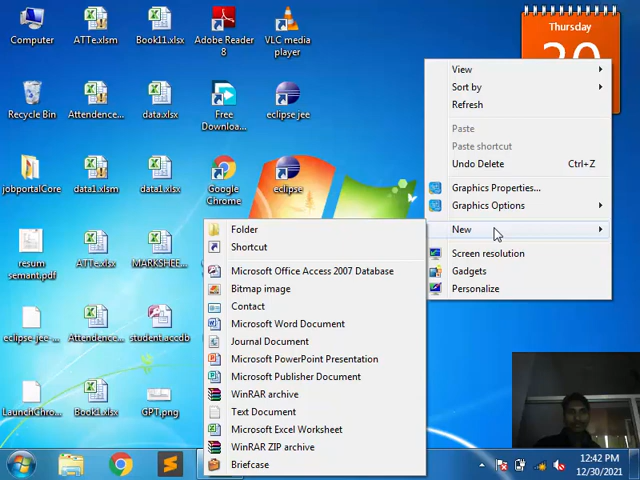 Computer
ATTe.xlsm
Book11.xlsx
Adobe Reader
8
VLC media
player
Thursday
30
Recycle Bin
Attendence...
data.xlsx
Free
Downloa...
eclipse jee
jobportalCore
data1.xlsm
data1.xlsx
Google
Chrome
eclipse
resum
semant.pdf
ATTe.xlsx
MARKSHEE...
eclipse.jee-...
Attendence...
student.accdb
LaunchChro...
Book1.xlsx
GPT.png
View
Sort by
Refresh
Paste
Paste shortcut
Undo Delete Ctrl+Z
Graphics Properties...
Graphics Options
New
Screen resolution
Gadgets
Personalize
Folder
Shortcut
Microsoft Office Access 2007 Database
Bitmap image
Contact
Microsoft Word Document
Journal Document
Microsoft PowerPoint Presentation
Microsoft Publisher Document
WinRAR archive
Text Document
Microsoft Excel Worksheet
WinRAR ZIP archive
Briefcase
12:42 PM
12/30/2021